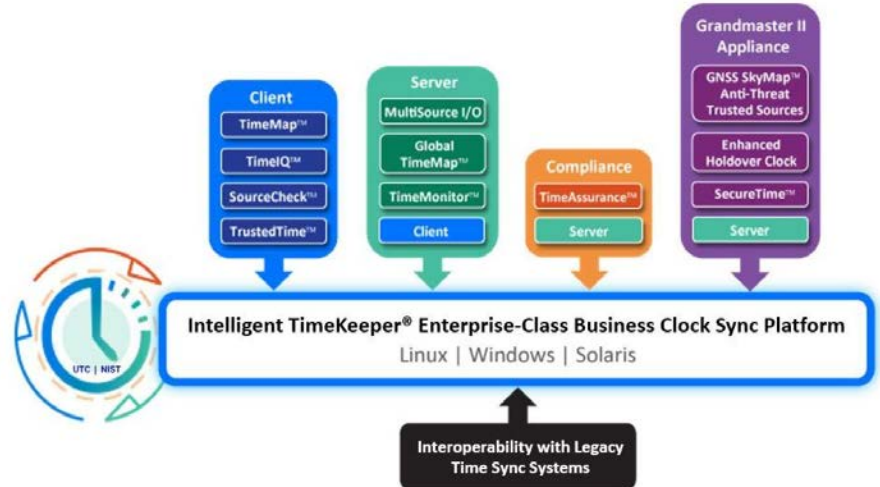 Client
TimeMap™
TimeIQ™
SourceCheck™
TrustedTime™
Server
MultiSource I/O
Global
TimeMap™
TimeMonitor™
Client
Compliance
TimeAssurance™
Server
Grandmaster II
Appliance
GNSS SkyMap™
Anti-Threat
Trusted Sources
Enhanced
Holdover Clock
SecureTime™
Server
UTC | NIST
Intelligent TimeKeeper® Enterprise-Class Business Clock Sync Platform
Linux | Windows | Solaris
Interoperability with Legacy
Time Sync Systems